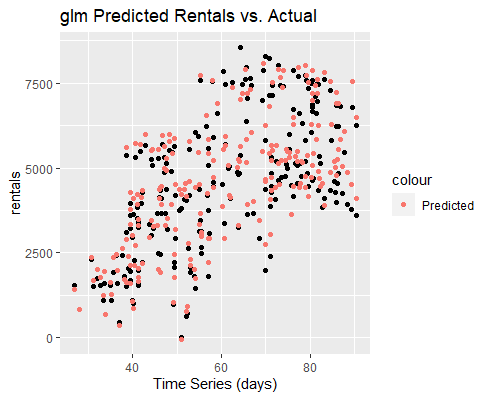 glm Predicted Rentals vs. Actual
7500
5000
2500
0
rentals
40
60
80
Time Series (days)
colour
Predicted